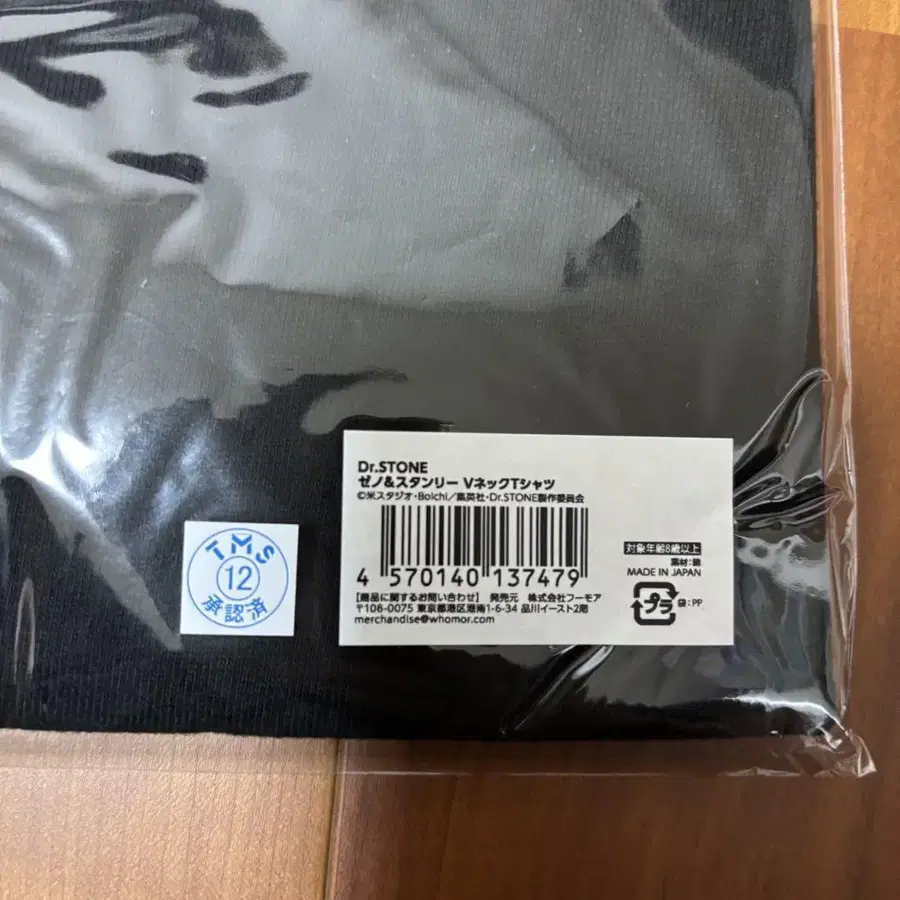 Dr.STONE
ゼノ&スタンリー VネックTシャツ
©米スタジオ・Boichi/集英社・Dr.STONE製作委員会
4 570140 137479
対象年齢8歳以上
素材:綿
MADE IN JAPAN
プラ
袋:PP
【商品に関するお問い合わせ】 発売元 株式会社フーモア
〒108-0075 東京都港区港南1-6-34 品川イースト2階
merchandise@whomor.com
TMS
12
承認済